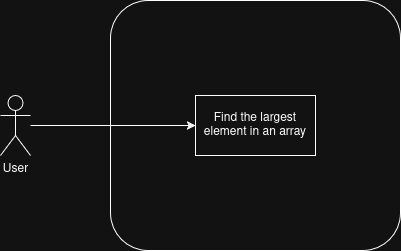 Find the largest
element in an array
User